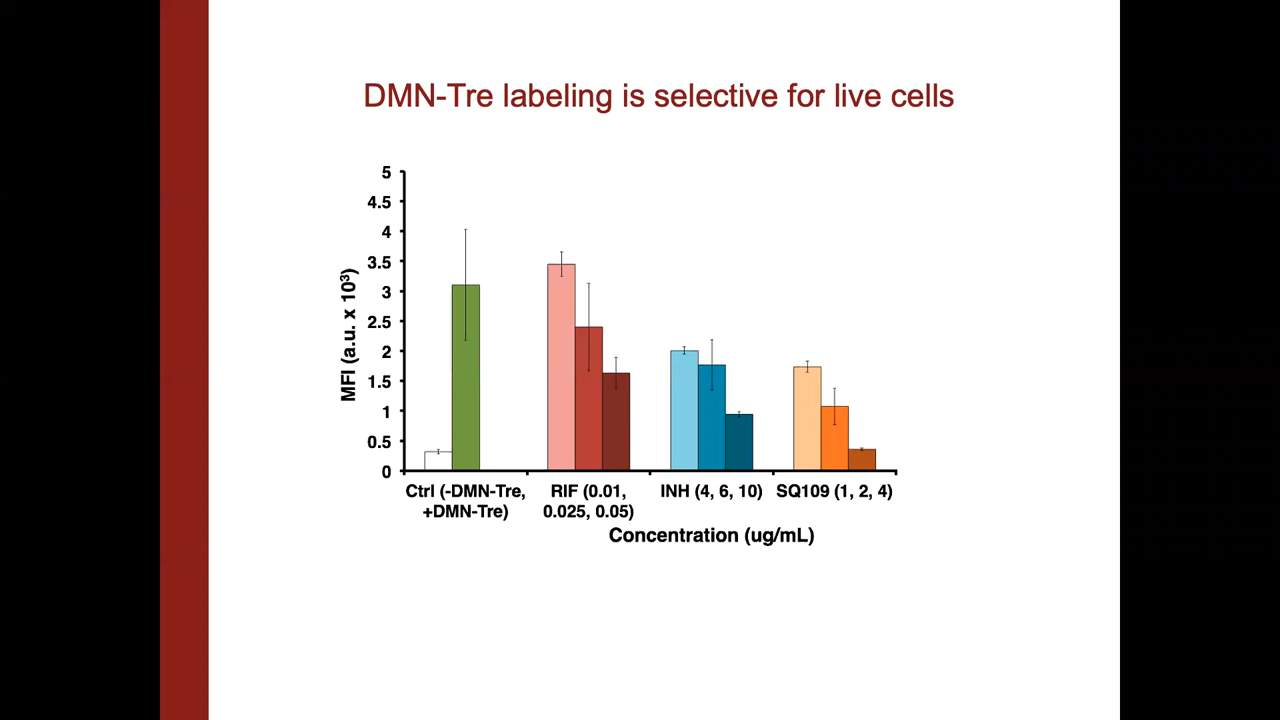 DMN-Tre labeling is selective for live cells
5
4.5
4
3.5
3
2.5
2
1.5
1
0.5
0
MFI (a.u. x 10³)
Ctrl (-DMN-Tre,
+DMN-Tre)
RIF (0.01,
0.025, 0.05)
INH (4, 6, 10)
SQ109 (1, 2, 4)
Concentration (ug/mL)